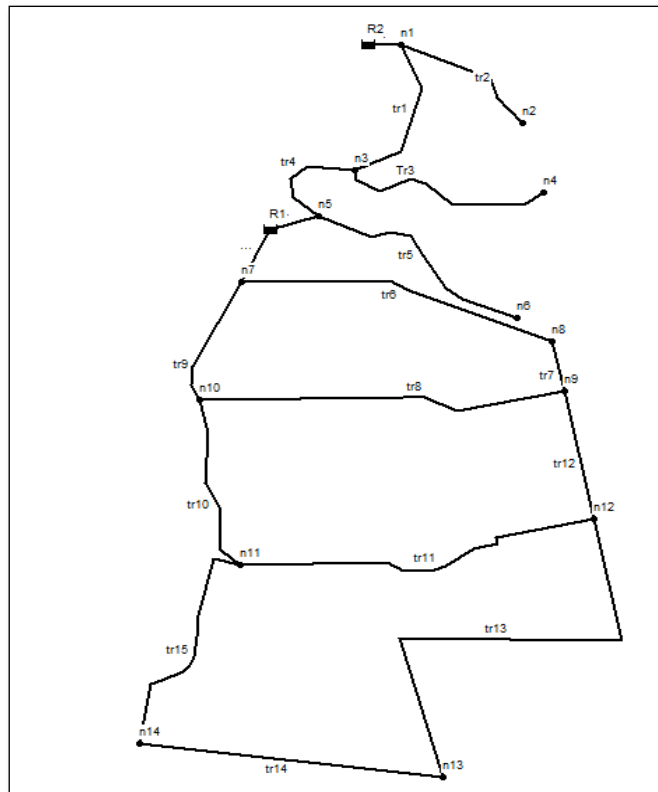 R2
...
n1
tr2
tr1
n2
n3
tr4
Tr3
n4
R1
n5
...
tr5
n7
tr6
n6
n8
tr9
tr7
n9
n10
tr8
tr12
tr10
n12
n11
tr11
tr13
tr15
n14
tr14
n13